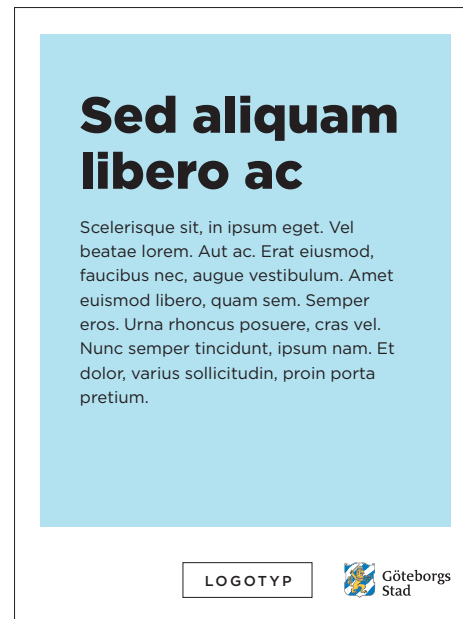 Sed aliquam
libero ac
Scelerisque sit, in ipsum eget. Vel
beatae lorem. Aut ac. Erat eiusmod,
faucibus nec, augue vestibulum. Amet
euismod libero, quam sem. Semper
eros. Urna rhoncus posuere, cras vel.
Nunc semper tincidunt, ipsum nam. Et
dolor, varius sollicitudin, proin porta
pretium.
LOGOTYP
Göteborgs
Stad